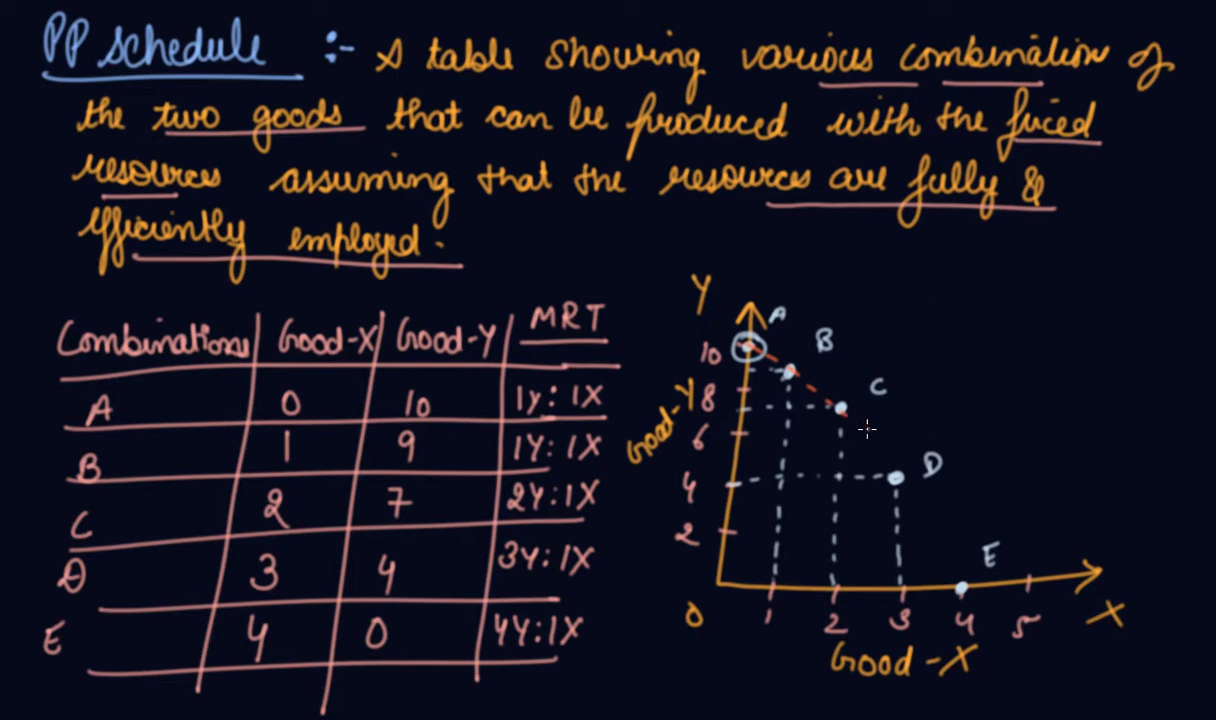 PP schedule :- A table showing various combination of
the two goods that can be produced with the fixed
resources assuming that the resources are fully &
efficiently employed.
Combinations Good-X Good-Y MRT
A 0 10 1Y:1X
B 1 9 1Y:1X
C 2 7 2Y:1X
D 3 4 3Y:1X
E 4 0 4Y:1X
Y
A
B
10
C
8
Good-Y
6
D
4
2
E
0 1 2 3 4 5 X
Good-X